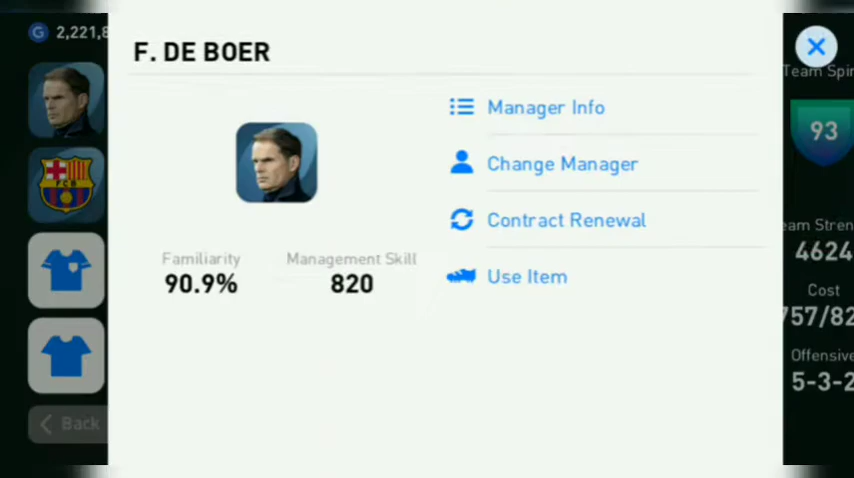 F. DE BOER
2,221,8
Team Spir
93
Manager Info
Change Manager
Contract Renewal
Use Item
Familiarity
90.9%
Management Skill
820
FCB
eam Stren
4624
Cost
757/82
Offensive
5-3-2
Back